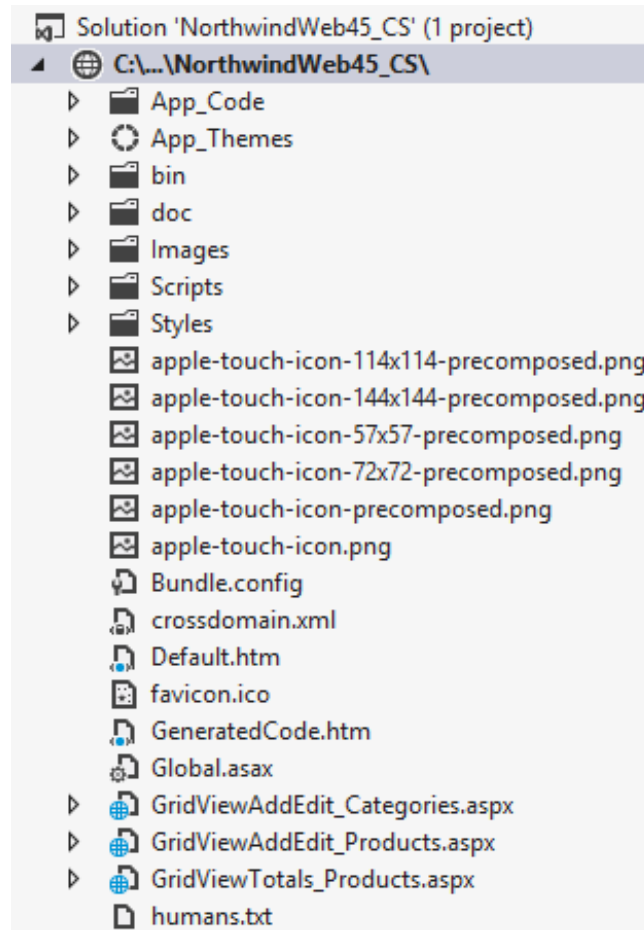 Solution 'NorthwindWeb45_CS' (1 project)
C:\...\NorthwindWeb45_CS\
App_Code
App_Themes
bin
doc
Images
Scripts
Styles
apple-touch-icon-114x114-precomposed.png
apple-touch-icon-144x144-precomposed.png
apple-touch-icon-57x57-precomposed.png
apple-touch-icon-72x72-precomposed.png
apple-touch-icon-precomposed.png
apple-touch-icon.png
Bundle.config
crossdomain.xml
Default.htm
favicon.ico
GeneratedCode.htm
Global.asax
GridViewAddEdit_Categories.aspx
GridViewAddEdit_Products.aspx
GridViewTotals_Products.aspx
humans.txt